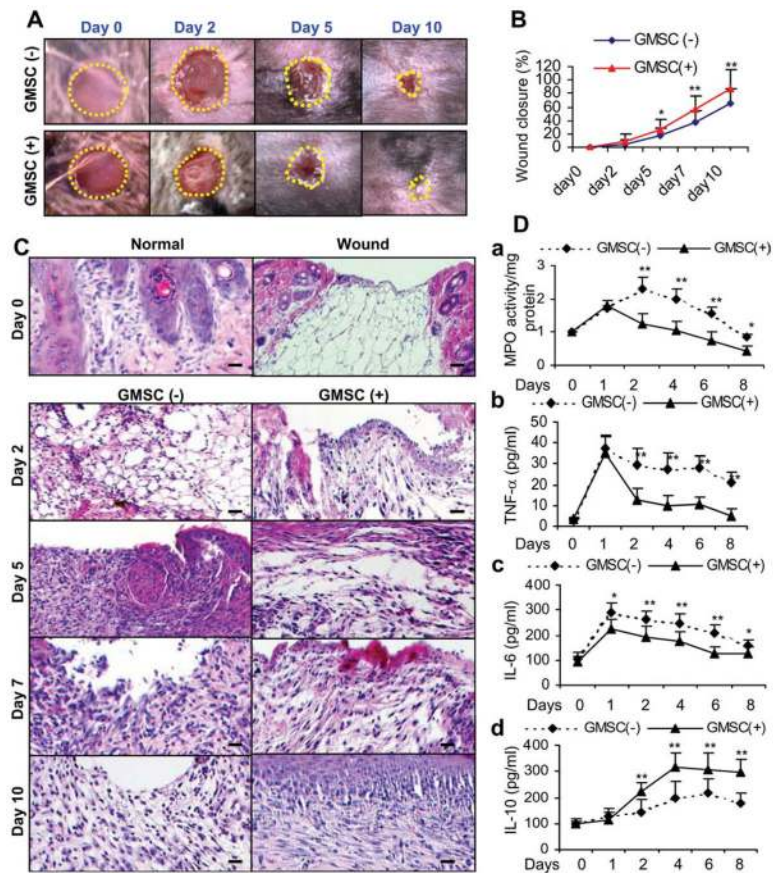 A
Day 0 Day 2 Day 5 Day 10
GMSC (-)
GMSC (+)
B
GMSC (-)
GMSC(+)
Wound closure (%)
120
100
80
60
40
20
0
* ** **
day0 day2 day5 day7 day10
C
Normal Wound
Day 0
GMSC (-) GMSC (+)
Day 2
Day 5
Day 7
Day 10
D
a
GMSC(-) GMSC(+)
MPO activity/mg
protein
3
2
1
0
** ** ** *
Days 0 1 2 4 6 8
b
GMSC(-) GMSC(+)
TNF-α (pg/ml)
50
40
30
20
10
0
** ** ** *
Days 0 1 2 4 6 8
c
GMSC(-) GMSC(+)
IL-6 (pg/ml)
400
300
200
100
0
* ** ** ** *
Days 0 1 2 4 6 8
d
GMSC(-) GMSC(+)
IL-10 (pg/ml)
400
300
200
100
0
** ** ** **
Days 0 1 2 4 6 8